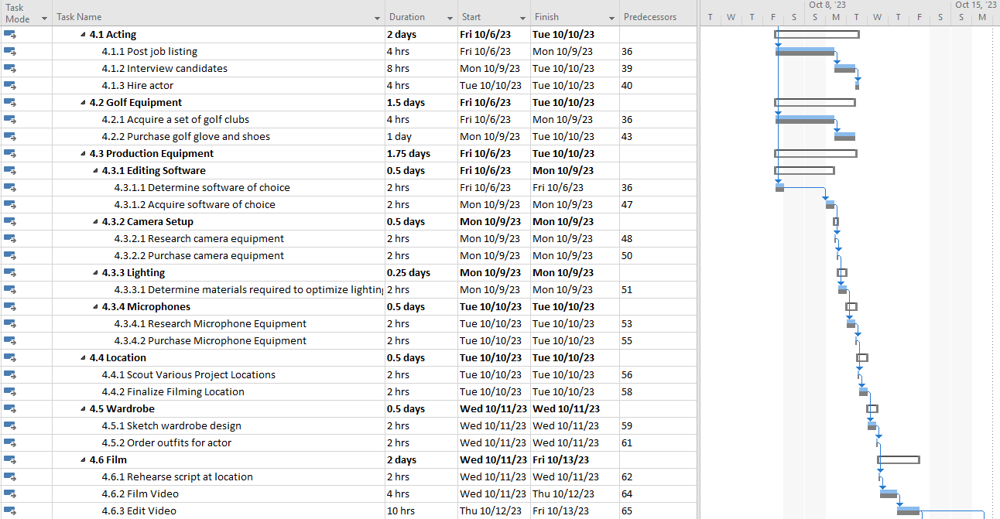 Task Mode Task Name Duration Start Finish Predecessors
Oct 8, '23 Oct 15, '23
T W T F S S M T W T F S S M
4.1 Acting 2 days Fri 10/6/23 Tue 10/10/23
4.1.1 Post job listing 4 hrs Fri 10/6/23 Mon 10/9/23 36
4.1.2 Interview candidates 8 hrs Mon 10/9/23 Tue 10/10/23 39
4.1.3 Hire actor 4 hrs Tue 10/10/23 Tue 10/10/23 40
4.2 Golf Equipment 1.5 days Fri 10/6/23 Tue 10/10/23
4.2.1 Acquire a set of golf clubs 4 hrs Fri 10/6/23 Mon 10/9/23 36
4.2.2 Purchase golf glove and shoes 1 day Mon 10/9/23 Tue 10/10/23 43
4.3 Production Equipment 1.75 days Fri 10/6/23 Tue 10/10/23
4.3.1 Editing Software 0.5 days Fri 10/6/23 Mon 10/9/23
4.3.1.1 Determine software of choice 2 hrs Fri 10/6/23 Fri 10/6/23 36
4.3.1.2 Acquire software of choice 2 hrs Mon 10/9/23 Mon 10/9/23 47
4.3.2 Camera Setup 0.5 days Mon 10/9/23 Mon 10/9/23
4.3.2.1 Research camera equipment 2 hrs Mon 10/9/23 Mon 10/9/23 48
4.3.2.2 Purchase camera equipment 2 hrs Mon 10/9/23 Mon 10/9/23 50
4.3.3 Lighting 0.25 days Mon 10/9/23 Mon 10/9/23
4.3.3.1 Determine materials required to optimize lighting 2 hrs Mon 10/9/23 Mon 10/9/23 51
4.3.4 Microphones 0.5 days Tue 10/10/23 Tue 10/10/23
4.3.4.1 Research Microphone Equipment 2 hrs Tue 10/10/23 Tue 10/10/23 53
4.3.4.2 Purchase Microphone Equipment 2 hrs Tue 10/10/23 Tue 10/10/23 55
4.4 Location 0.5 days Tue 10/10/23 Tue 10/10/23
4.4.1 Scout Various Project Locations 2 hrs Tue 10/10/23 Tue 10/10/23 56
4.4.2 Finalize Filming Location 2 hrs Tue 10/10/23 Tue 10/10/23 58
4.5 Wardrobe 0.5 days Wed 10/11/23 Wed 10/11/23
4.5.1 Sketch wardrobe design 2 hrs Wed 10/11/23 Wed 10/11/23 59
4.5.2 Order outfits for actor 2 hrs Wed 10/11/23 Wed 10/11/23 61
4.6 Film 2 days Wed 10/11/23 Fri 10/13/23
4.6.1 Rehearse script at location 2 hrs Wed 10/11/23 Wed 10/11/23 62
4.6.2 Film Video 4 hrs Wed 10/11/23 Thu 10/12/23 64
4.6.3 Edit Video 10 hrs Thu 10/12/23 Fri 10/13/23 65